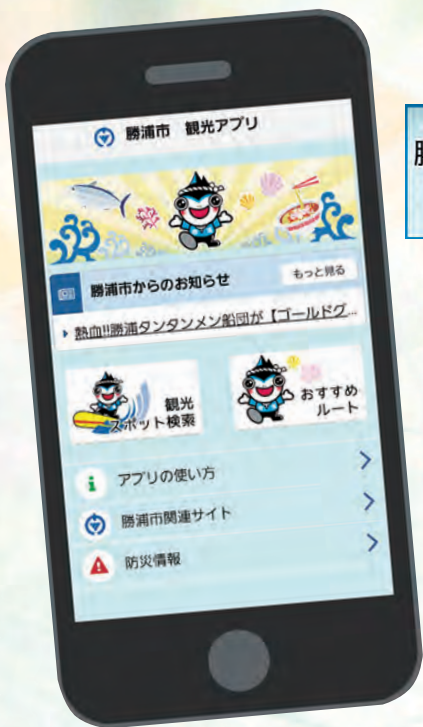 勝浦市 観光アプリ
勝浦市からのお知らせ
もっと見る
熱血!!勝浦タンタンメン船団が【ゴールドグ...
観光
スポット検索
おすすめ
ルート
アプリの使い方
勝浦市関連サイト
防災情報